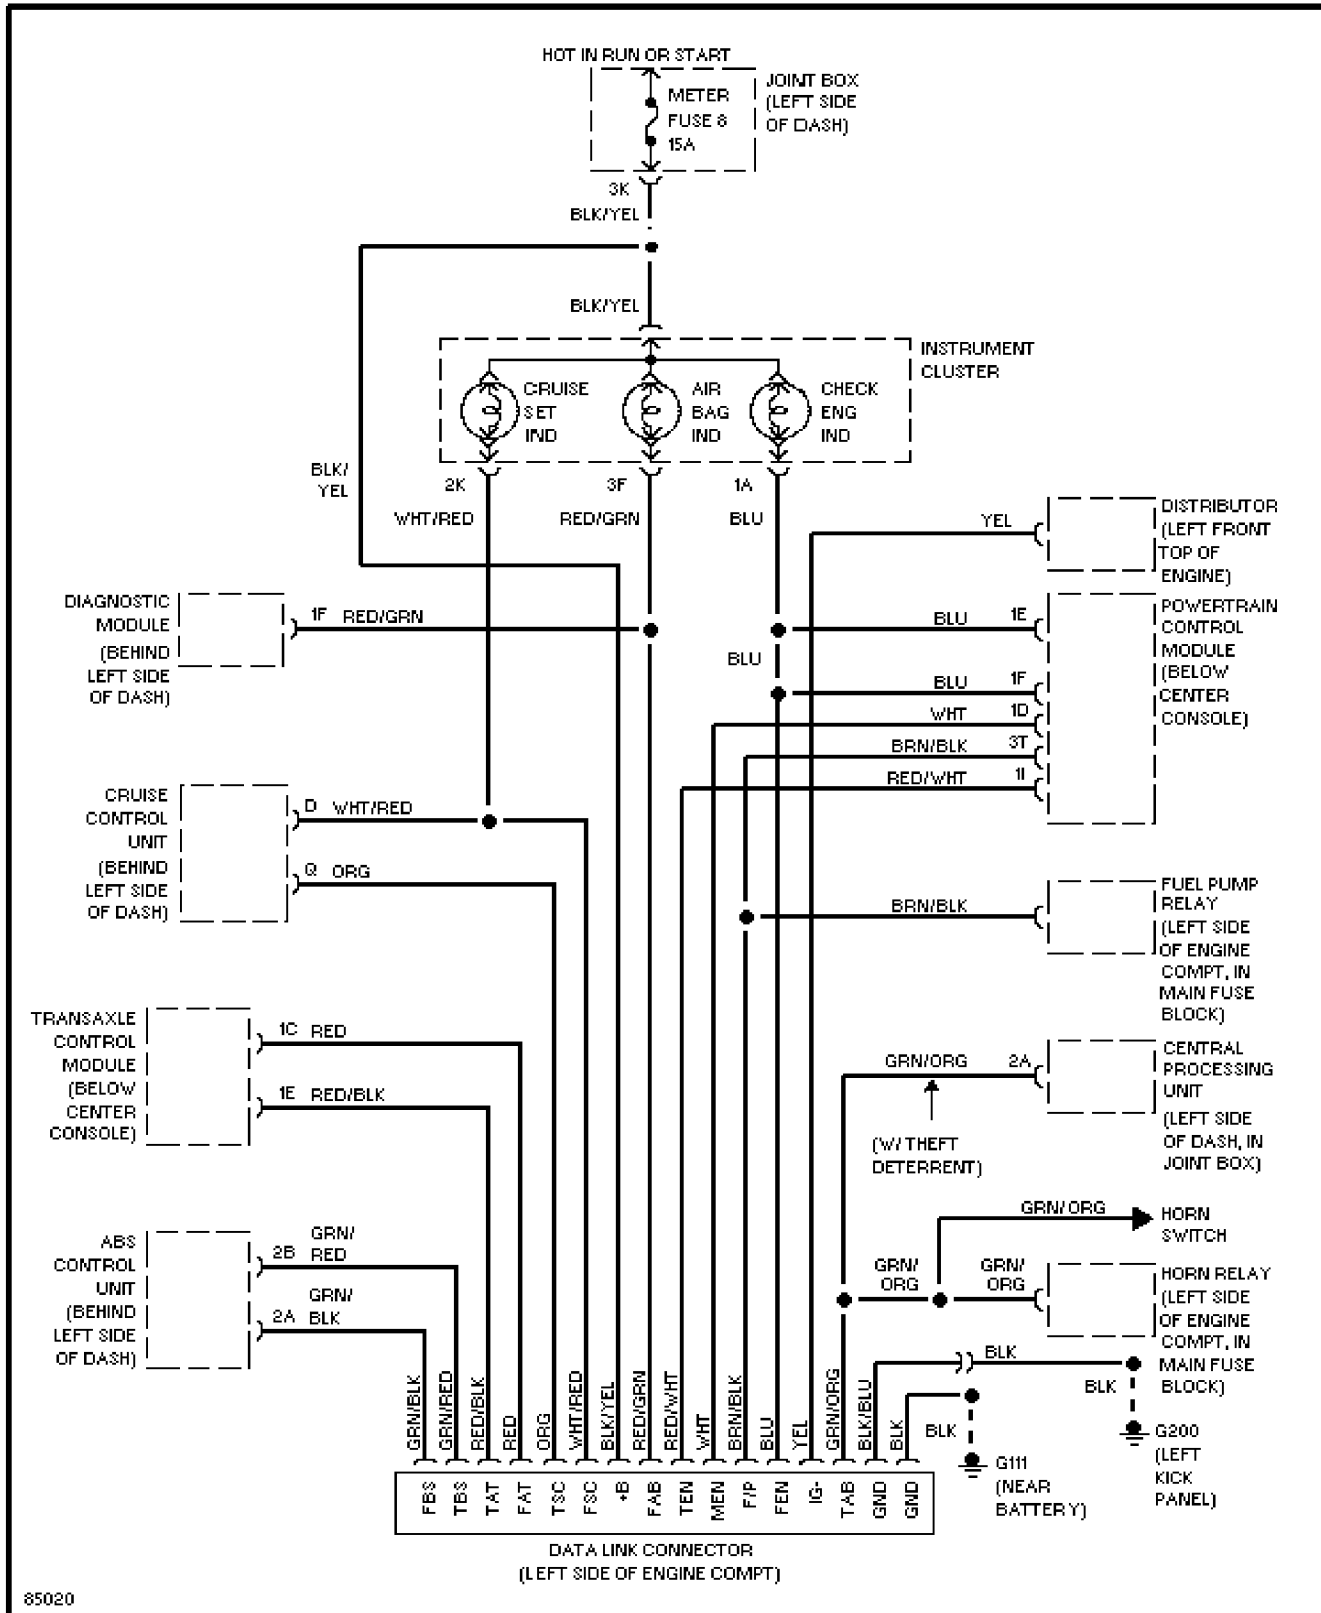 HOT IN RUN OR START
METER
FUSE 8
15A
JOINT BOX
(LEFT SIDE
OF DASH)
3K
BLK/YEL
BLK/YEL
INSTRUMENT
CLUSTER
CRUISE
SET
IND
AIR
BAG
IND
CHECK
ENG
IND
BLK/
YEL
2K
3F
1A
WHT/RED
RED/GRN
BLU
YEL
DISTRIBUTOR
(LEFT FRONT
TOP OF
ENGINE)
DIAGNOSTIC
MODULE
(BEHIND
LEFT SIDE
OF DASH)
1F
RED/GRN
BLU
BLU
1E
BLU
1F
WHT
1D
BRN/BLK
3T
RED/WHT
1I
POWERTRAIN
CONTROL
MODULE
(BELOW
CENTER
CONSOLE)
CRUISE
CONTROL
UNIT
(BEHIND
LEFT SIDE
OF DASH)
D
WHT/RED
Q
ORG
BRN/BLK
FUEL PUMP
RELAY
(LEFT SIDE
OF ENGINE
COMPT, IN
MAIN FUSE
BLOCK)
TRANSAXLE
CONTROL
MODULE
(BELOW
CENTER
CONSOLE)
1C
RED
1E
RED/BLK
GRN/ORG
2A
(W/ THEFT
DETERRENT)
CENTRAL
PROCESSING
UNIT
(LEFT SIDE
OF DASH, IN
JOINT BOX)
GRN/ORG
HORN
SWITCH
ABS
CONTROL
UNIT
(BEHIND
LEFT SIDE
OF DASH)
2B
GRN/
RED
2A
GRN/
BLK
GRN/
ORG
GRN/
ORG
HORN RELAY
(LEFT SIDE
OF ENGINE
COMPT, IN
MAIN FUSE
BLOCK)
BLK
BLK
G200
(LEFT
KICK
PANEL)
BLK
G111
(NEAR
BATTERY)
GRN/BLK
GRN/RED
RED/BLK
RED
ORG
WHT/RED
BLK/YEL
RED/GRN
RED/WHT
WHT
BRN/BLK
BLU
YEL
GRN/ORG
BLK/BLU
BLK
FBS
TBS
TAT
FAT
TSC
FSC
+B
FAB
TEN
MEN
F/P
FEN
IG-
TAB
GND
GND
DATA LINK CONNECTOR
(LEFT SIDE OF ENGINE COMPT)
85020